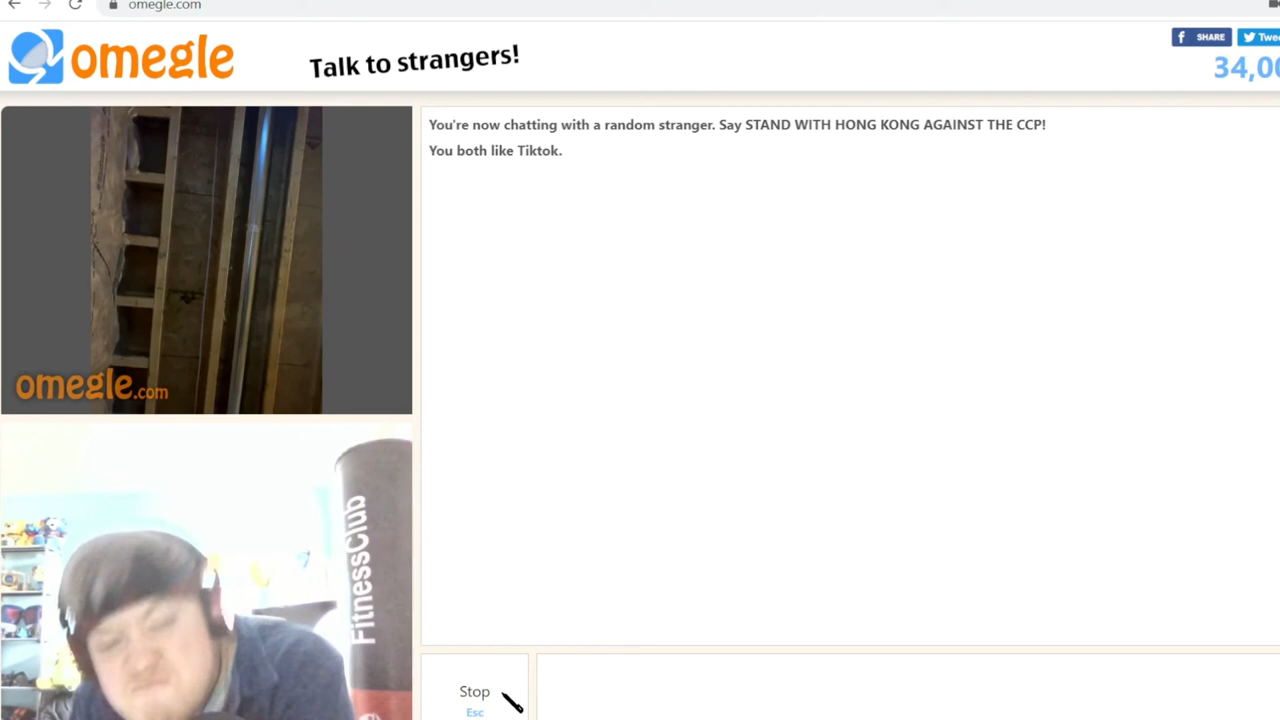 omegle.com
omegle
Talk to strangers!
SHARE
Twee
34,00
You're now chatting with a random stranger. Say STAND WITH HONG KONG AGAINST THE CCP!
You both like Tiktok.
omegle.com
FitnessClub
Stop
Esc